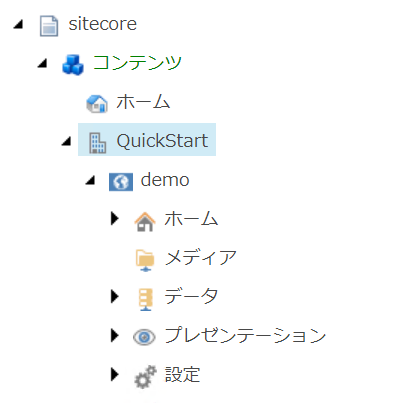 sitecore
コンテンツ
ホーム
QuickStart
demo
ホーム
メディア
データ
プレゼンテーション
設定